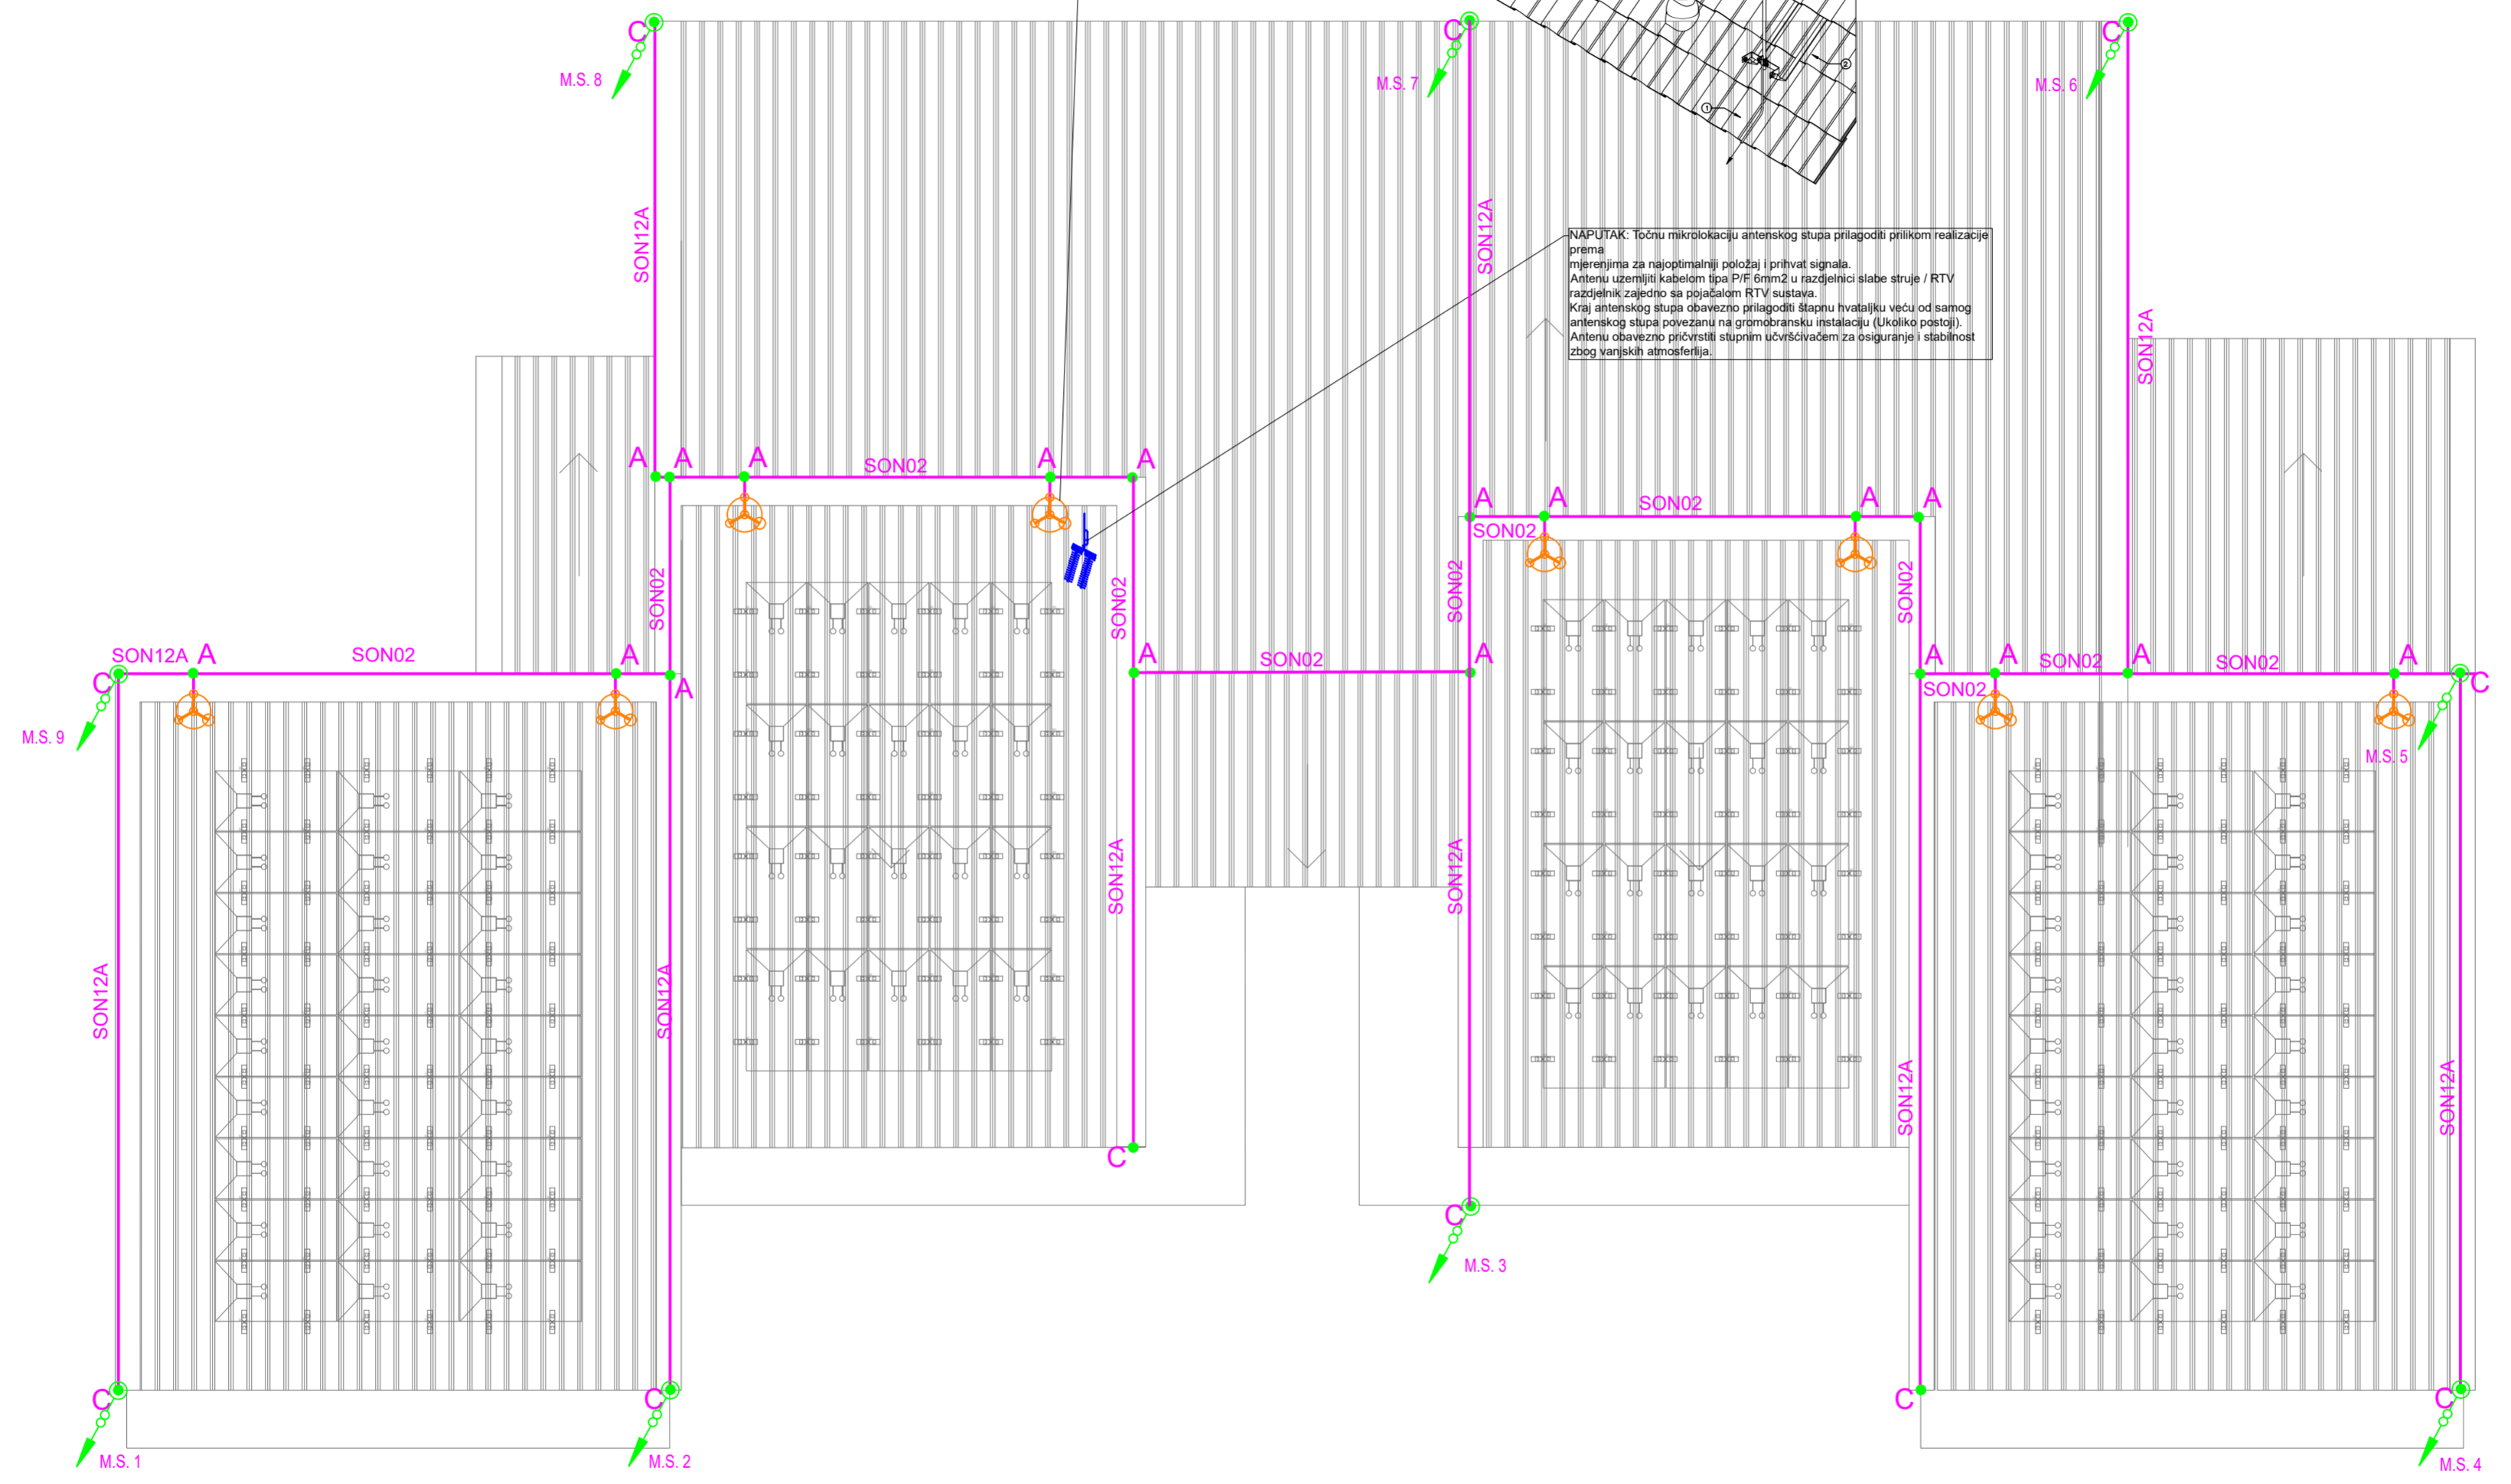 C
C
C
M.S. 8
M.S. 7
M.S. 6
2
1
SON12A
SON12A
SON12A
NAPUTAK: Točnu mikrolokaciju antenskog stupa prilagoditi prilikom realizacije
prema
mjerenjima za najoptimalniji položaj i prihvat signala.
Antenu uzemljiti kabelom tipa P/F 6mm2 u razdjelnici slabe struje / RTV
razdjelnik zajedno sa pojačalom RTV sustava.
Kraj antenskog stupa obavezno prilagoditi štapnu hvataljku veću od samog
antenskog stupa povezanu na gromobransku instalaciju (Ukoliko postoji).
Antenu obavezno pričvrstiti stupnim učvršćivačem za osiguranje i stabilnost
zbog vanjskih atmosferlija.
A
A
A
SON02
A
A
A
A
SON02
A
A
SON02
SON02
SON02
SON02
SON02
SON12A
A
SON02
A
A
A
SON02
A
A
A
SON02
A
SON02
A
C
C
A
SON02
M.S. 9
M.S. 5
SON12A
SON12A
SON12A
SON12A
SON12A
SON12A
C
C
M.S. 3
C
C
C
C
M.S. 1
M.S. 2
M.S. 4